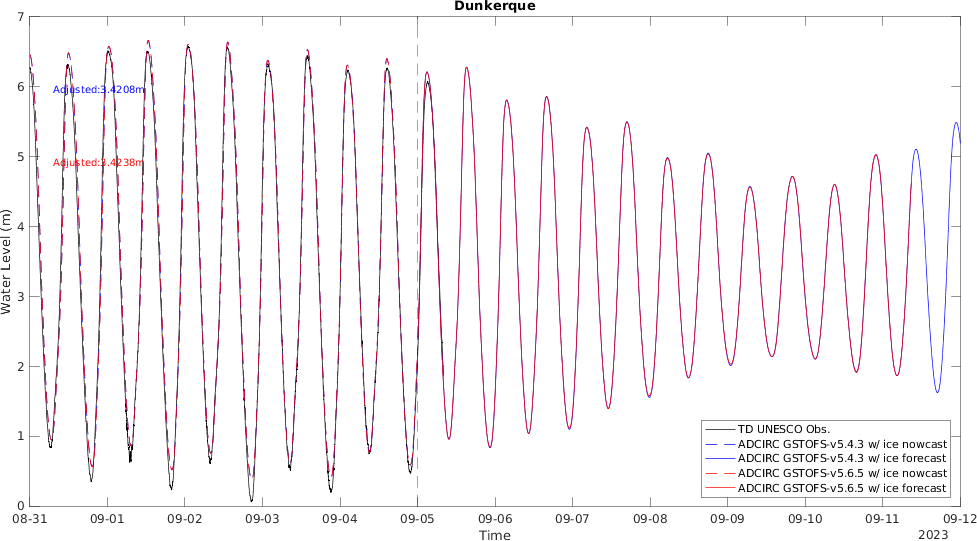 Dunkerque
7
6
5
4
3
2
1
0
Water Level (m)
Adjusted:3.4208m
Adjusted:3.4238m
TD UNESCO Obs.
ADCIRC GSTOFS-v5.4.3 w/ ice nowcast
ADCIRC GSTOFS-v5.4.3 w/ ice forecast
ADCIRC GSTOFS-v5.6.5 w/ ice nowcast
ADCIRC GSTOFS-v5.6.5 w/ ice forecast
08-31 09-01 09-02 09-03 09-04 09-05 09-06 09-07 09-08 09-09 09-10 09-11 09-12
Time
2023